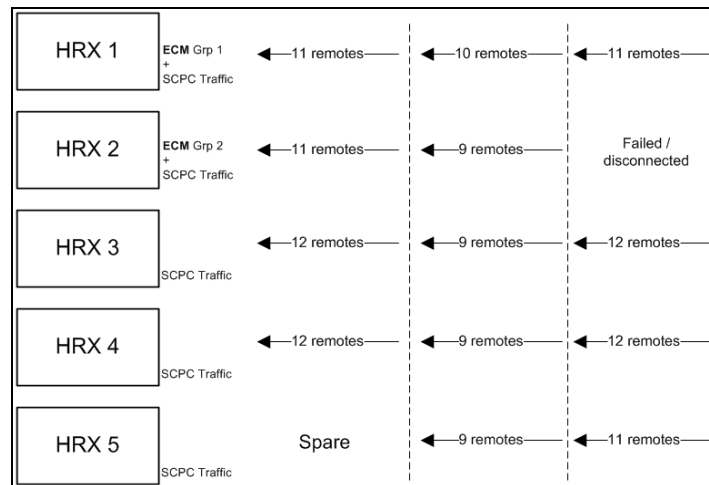 HRX 1
ECM Grp 1
+
SCPC Traffic
11 remotes
10 remotes
11 remotes
HRX 2
ECM Grp 2
+
SCPC Traffic
11 remotes
9 remotes
Failed /
disconnected
HRX 3
SCPC Traffic
12 remotes
9 remotes
12 remotes
HRX 4
SCPC Traffic
12 remotes
9 remotes
12 remotes
HRX 5
SCPC Traffic
Spare
9 remotes
11 remotes